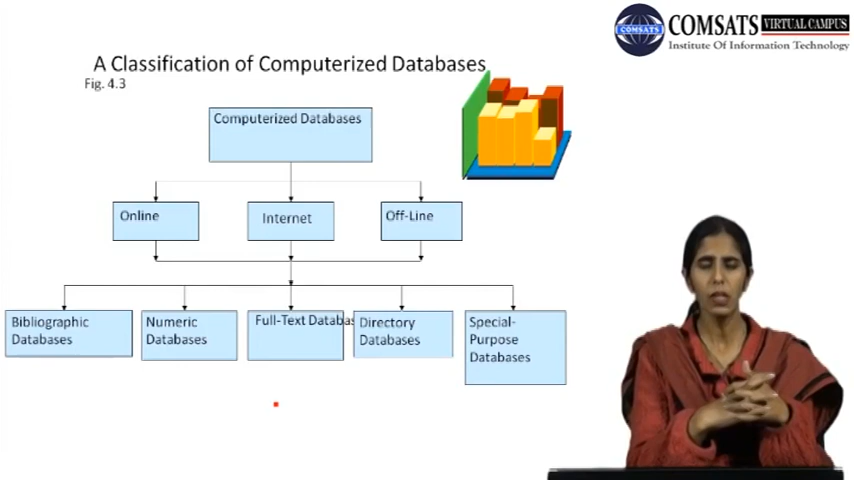 COMSATS VIRTUAL CAMPUS
COMSATS
Institute Of Information Technology
A Classification of Computerized Databases
Fig. 4.3
Computerized Databases
Online
Internet
Off-Line
Bibliographic
Databases
Numeric
Databases
Full-Text Databas
Directory
Databases
Special-
Purpose
Databases